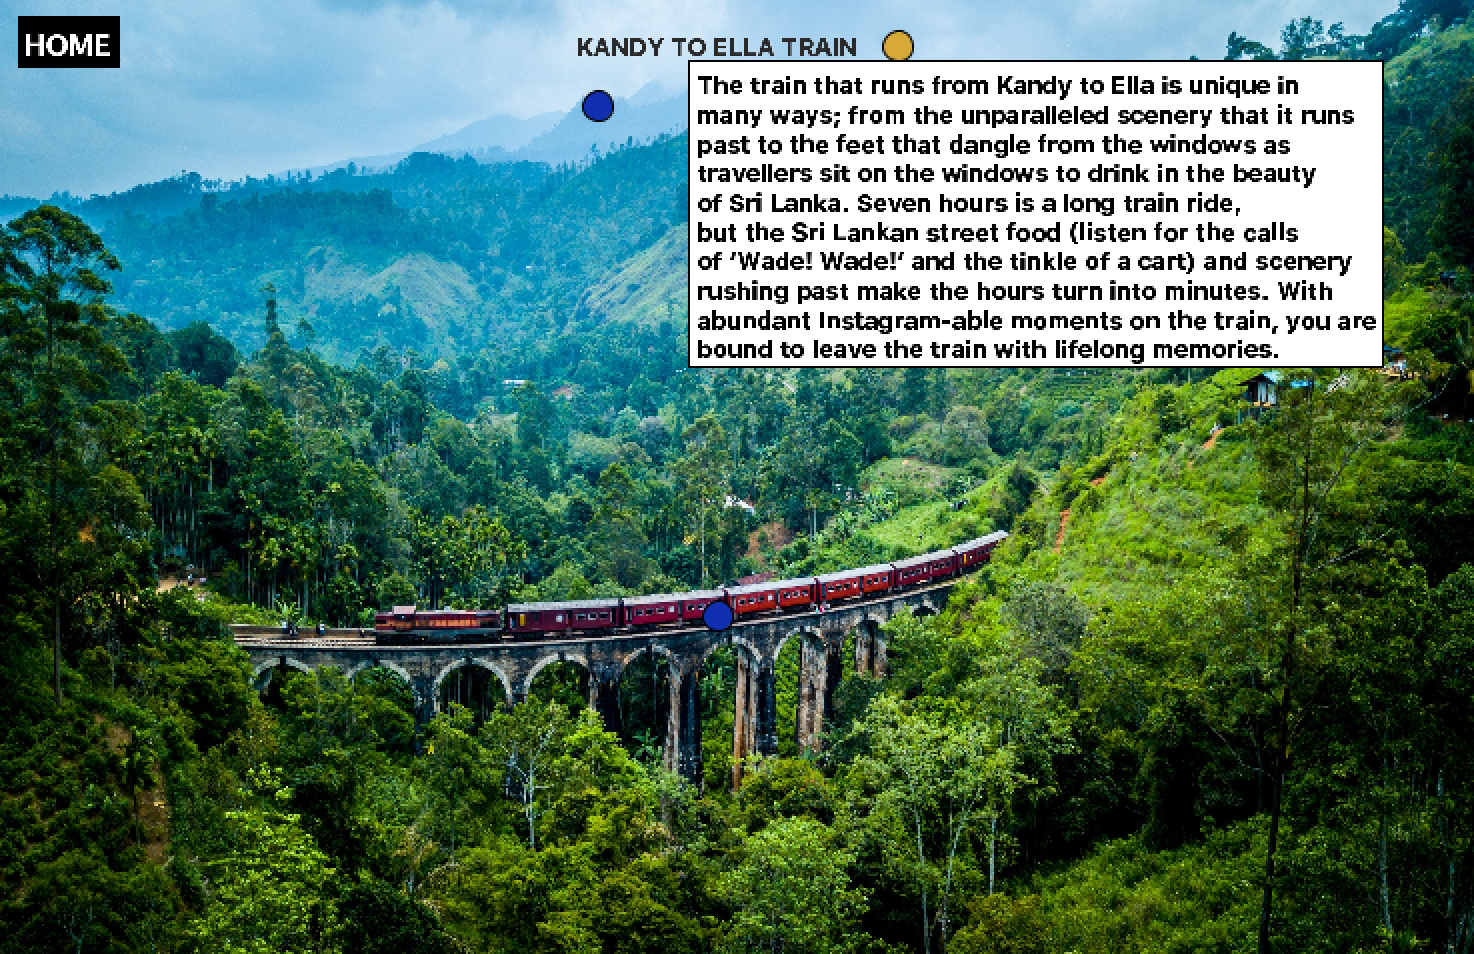 HOME
KANDY TO ELLA TRAIN
The train that runs from Kandy to Ella is unique in
many ways; from the unparalleled scenery that it runs
past to the feet that dangle from the windows as
travellers sit on the windows to drink in the beauty
of Sri Lanka. Seven hours is a long train ride,
but the Sri Lankan street food (listen for the calls
of ‘Wade! Wade!’ and the tinkle of a cart) and scenery
rushing past make the hours turn into minutes. With
abundant Instagram-able moments on the train, you are
bound to leave the train with lifelong memories.